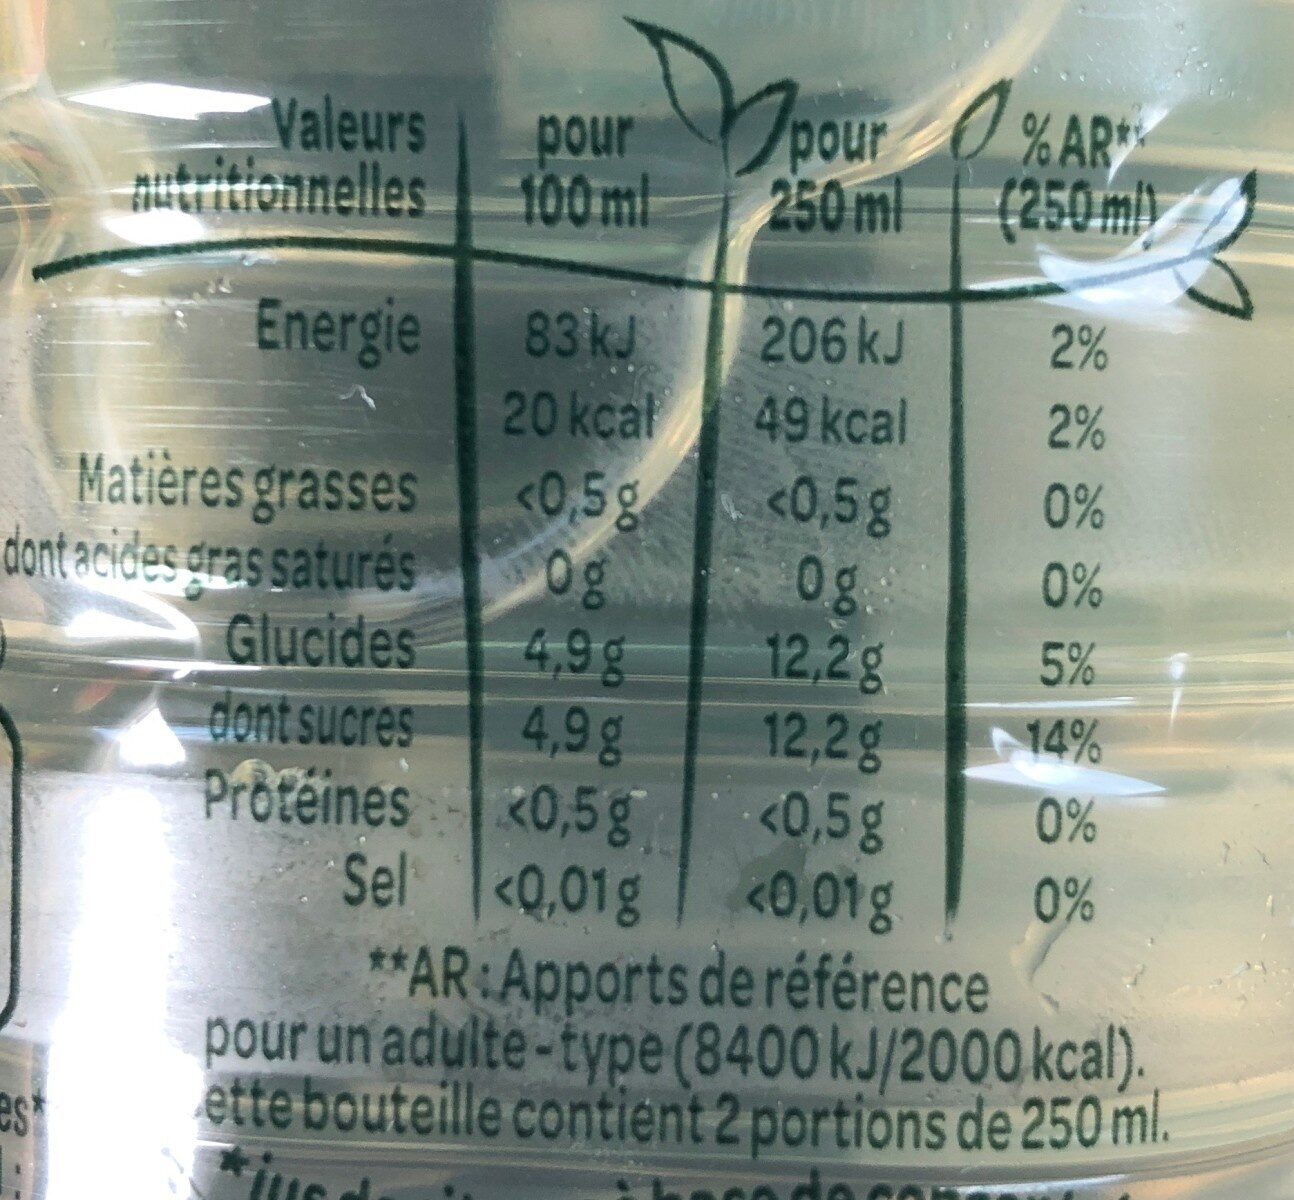 Valeurs nutritionnelles pour 100 ml pour 250 ml %AR** (250 ml)
Energie 83 kJ 206 kJ 2%
20 kcal 49 kcal 2%
Matières grasses <0,5 g <0,5 g 0%
dont acides gras saturés 0 g 0 g 0%
Glucides 4,9 g 12,2 g 5%
dont sucres 4,9 g 12,2 g 14%
Protéines <0,5 g <0,5 g 0%
Sel <0,01 g <0,01 g 0%
**AR : Apports de référence
pour un adulte-type (8400 kJ/2000 kcal).
ette bouteille contient 2 portions de 250 ml.